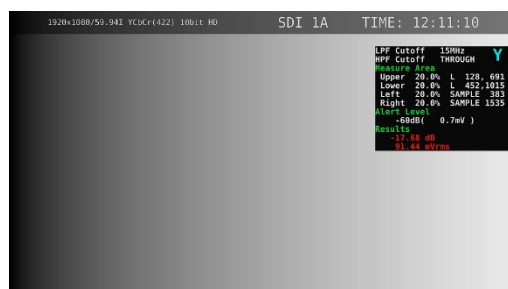 1920x1080/59.94I YCbCr(422) 10bit HD SDI 1A TIME: 12:11:10
LPF Cutoff 15MHz Y
HPF Cutoff THROUGH
Measure Area
Upper 20.0% L 128, 691
Lower 20.0% L 452,1015
Left 20.0% SAMPLE 383
Right 20.0% SAMPLE 1535
Alert Level
-60dB( 0.7mV )
Results
-17.68 dB
91.44 mVrms